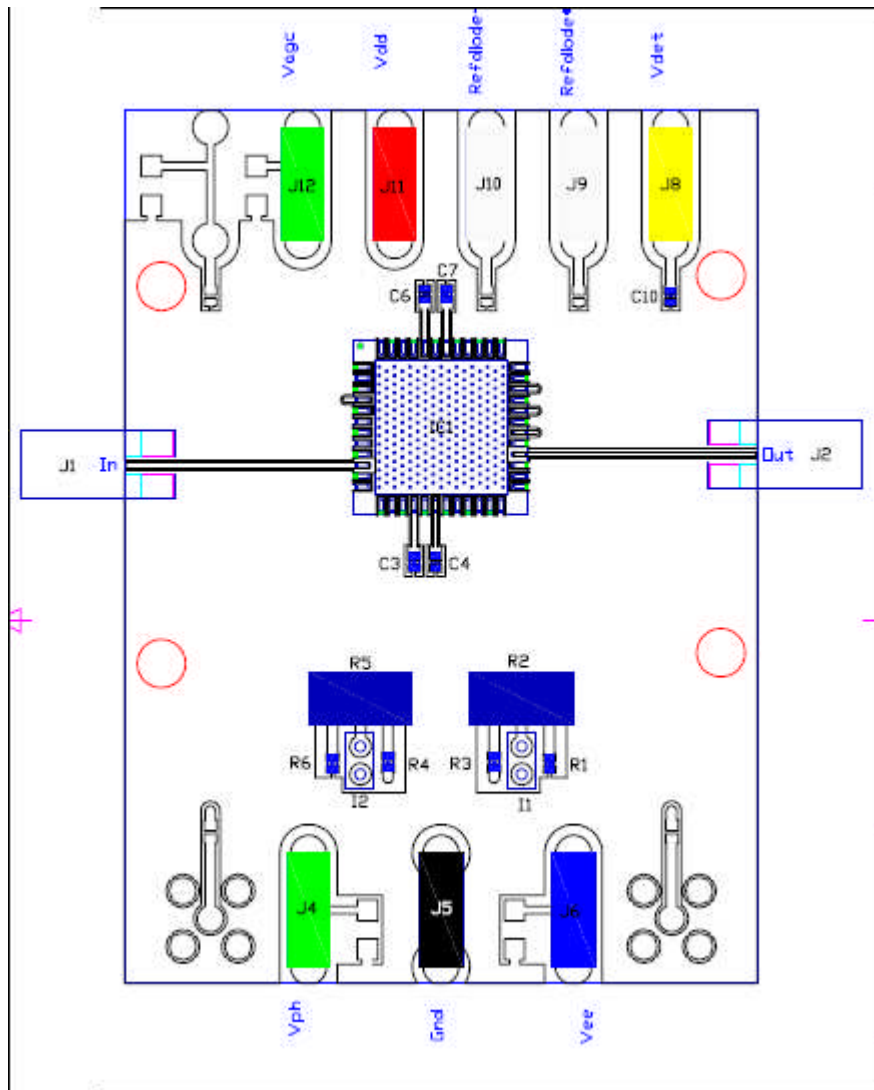 Vagc
Vdd
Refdiode-
Refdiode+
Vdet
J12
J11
J10
J9
J8
C6
C7
C10
IC1
J1 In
Out J2
C3
C4
R5
R2
R6
R4
R3
R1
I2
I1
J4
J5
J6
Vph
Gnd
Vee